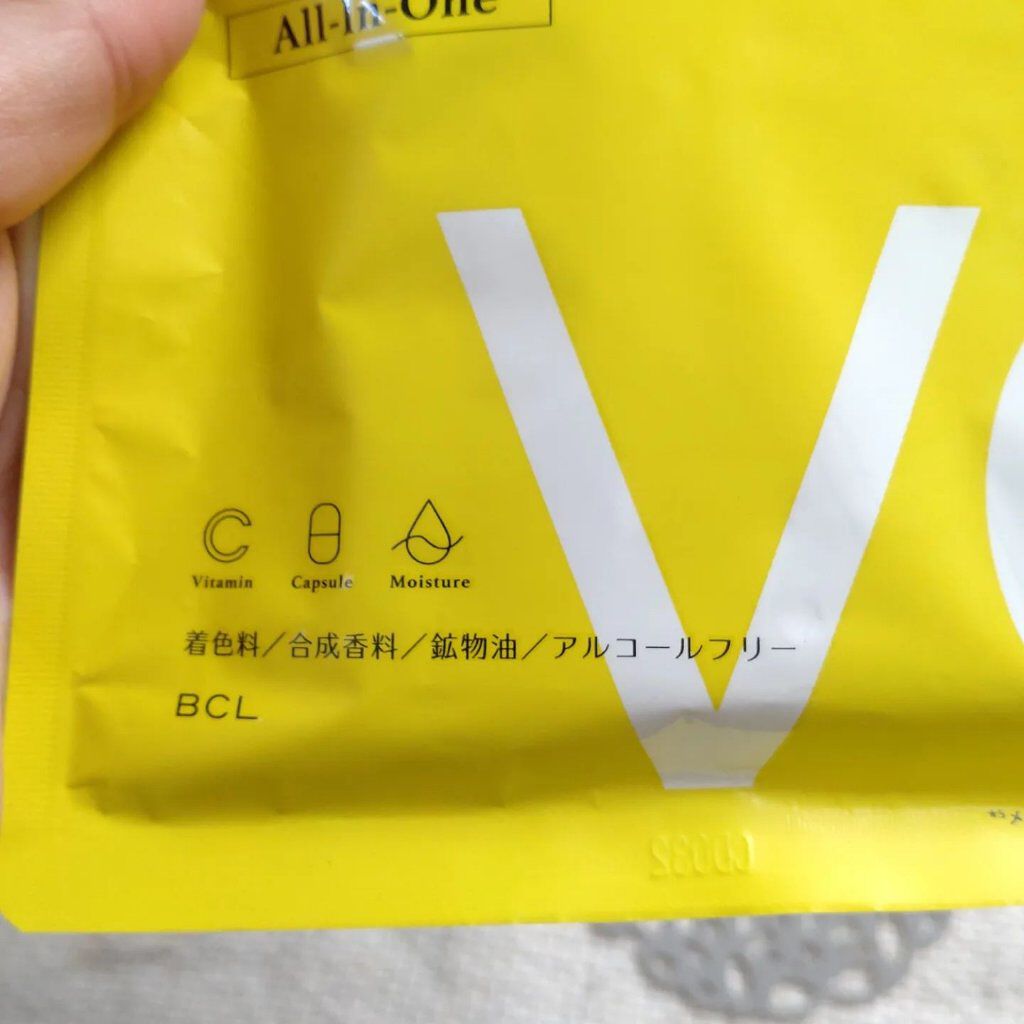 All-in-One
V
Vitamin Capsule Moisture
着色料／合成香料／鉱物油／アルコールフリー
BCL